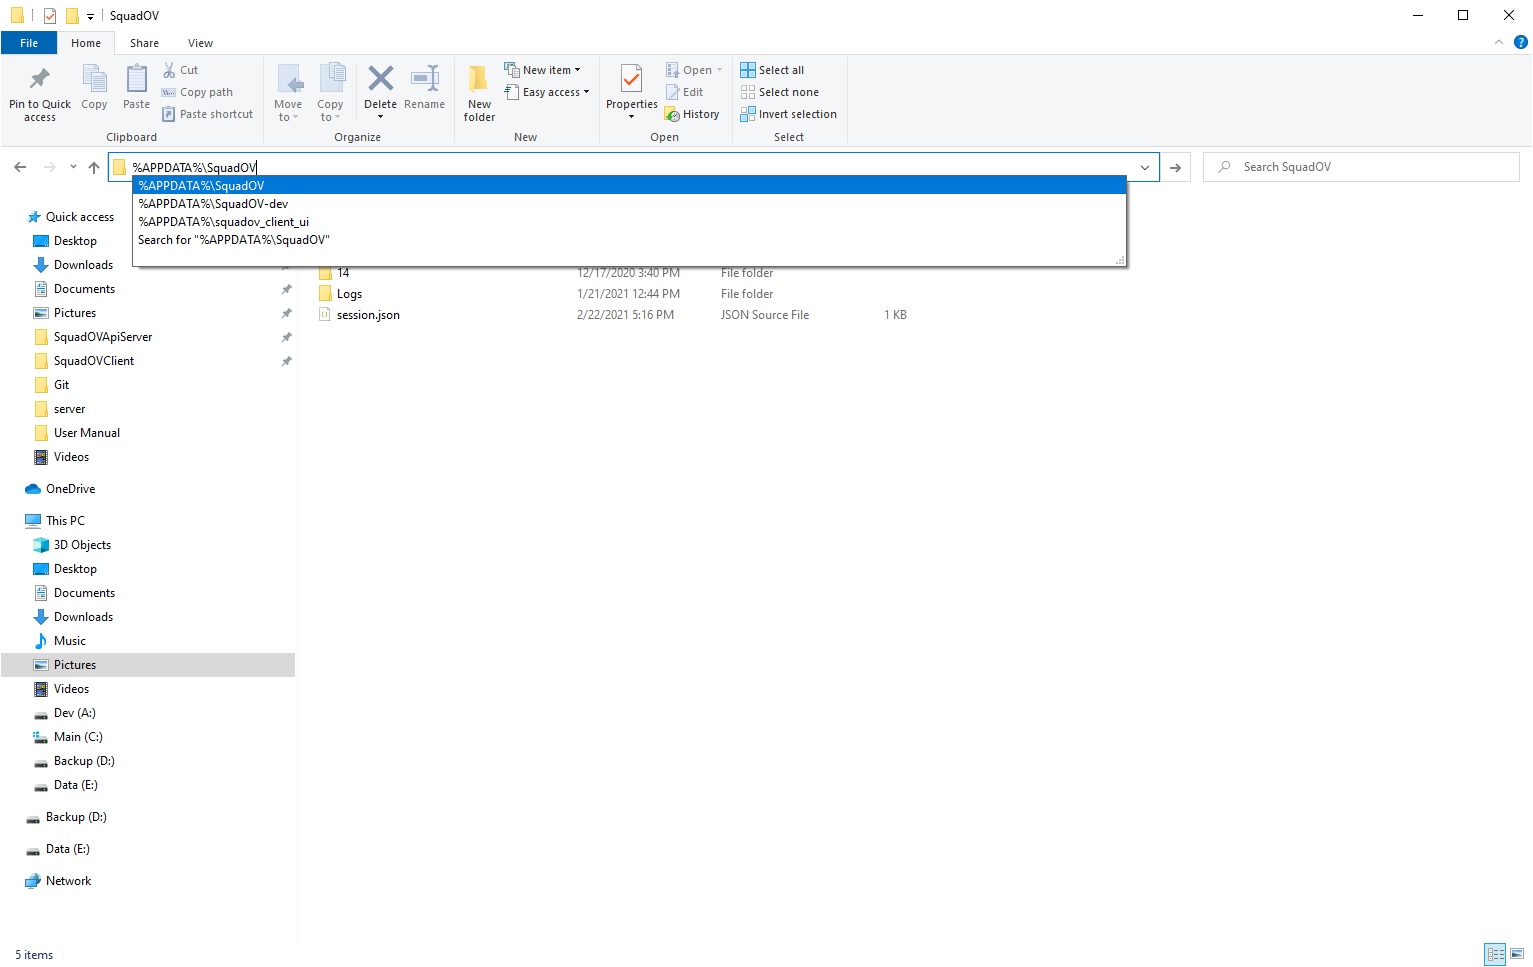 SquadOV
File Home Share View
Pin to Quick access
Copy
Paste
Cut
Copy path
Paste shortcut
Clipboard
Move to
Copy to
Delete
Rename
Organize
New folder
New item
Easy access
New
Properties
Open
Edit
History
Open
Select all
Select none
Invert selection
Select
%APPDATA%\SquadOV
Search SquadOV
%APPDATA%\SquadOV
%APPDATA%\SquadOV-dev
%APPDATA%\squadov_client_ui
Search for "%APPDATA%\SquadOV"
14 12/17/2020 3:40 PM File folder
Logs 1/21/2021 12:44 PM File folder
session.json 2/22/2021 5:16 PM JSON Source File 1 KB
Quick access
Desktop
Downloads
Documents
Pictures
SquadOVApiServer
SquadOVClient
Git
server
User Manual
Videos
OneDrive
This PC
3D Objects
Desktop
Documents
Downloads
Music
Pictures
Videos
Dev (A:)
Main (C:)
Backup (D:)
Data (E:)
Backup (D:)
Data (E:)
Network
5 items